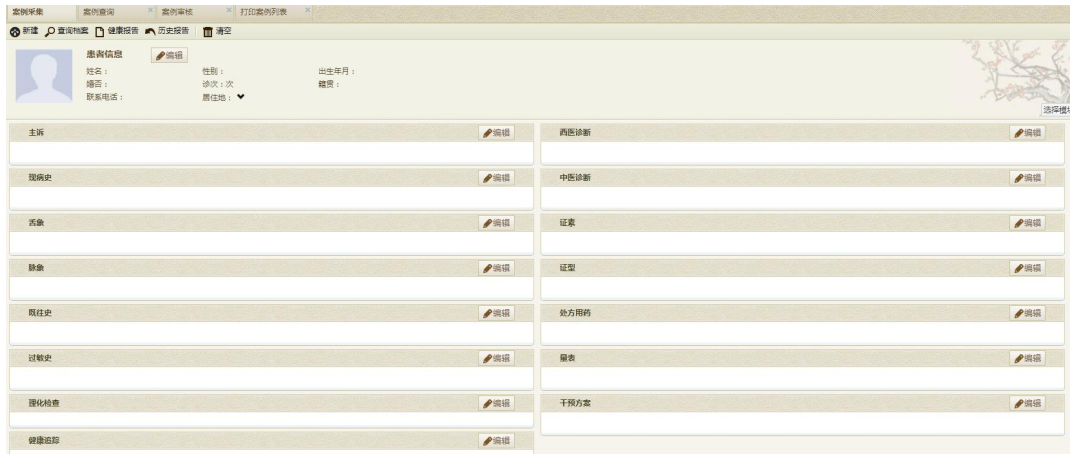 案例采集 案例查询 案例审核 打印案例列表
新建 查询档案 健康报告 历史报告 清空
患者信息 编辑
姓名： 性别： 出生年月：
婚否： 诊次：次 籍贯：
联系电话： 居住地：
选择模块
主诉 编辑 西医诊断 编辑
现病史 编辑 中医诊断 编辑
舌象 编辑 证素 编辑
脉象 编辑 证型 编辑
既往史 编辑 处方用药 编辑
过敏史 编辑 量表 编辑
理化检查 编辑 干预方案 编辑
健康追踪 编辑